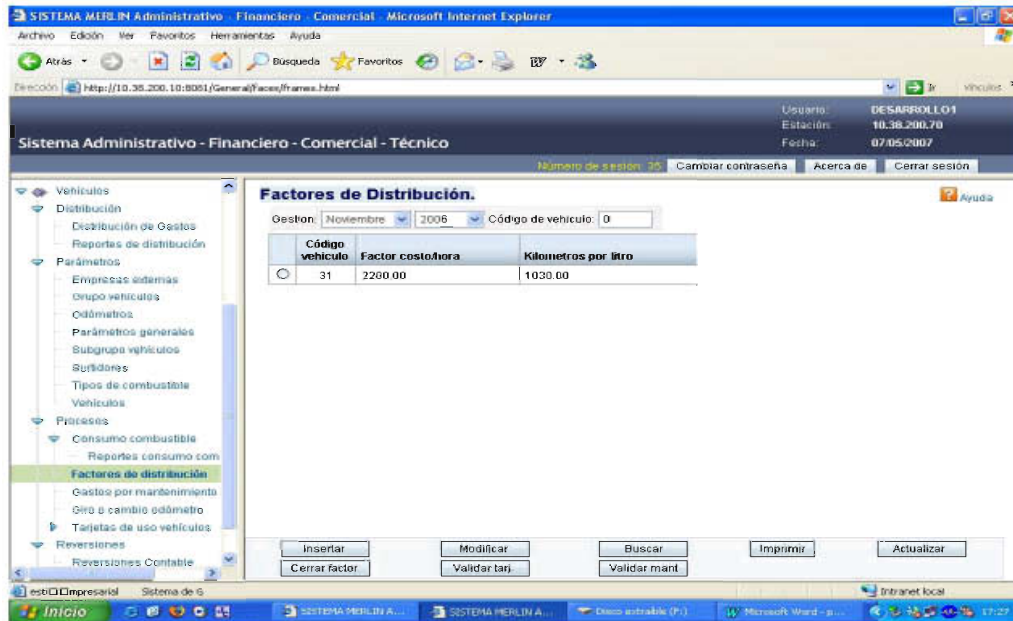 SISTEMA MERLIN Administrativo - Financiero - Comercial - Microsoft Internet Explorer
Archivo Edición Ver Favoritos Herramientas Ayuda
Atrás Búsqueda Favoritos
Dirección http://10.38.200.10:8081/General/Faces/frames.html Ir Vínculos
Usuario: DESARROLLO1
Estación: 10.38.200.70
Fecha: 07/05/2007
Sistema Administrativo - Financiero - Comercial - Técnico
Número de sesión: 35 Cambiar contraseña Acerca de Cerrar sesión
Vehículos
Distribución
Distribución de Gastos
Reportes de distribución
Parámetros
Empresas externas
Grupo vehículos
Odómetros
Parámetros generales
Subgrupo vehículos
Surtidores
Tipos de combustible
Vehículos
Procesos
Consumo combustible
Reportes consumo com
Factores de distribución
Gastos por mantenimiento
Giro o cambio odómetro
Tarjetas de uso vehículos
Reversiones
Reversiones Contable
Factores de Distribución.
Ayuda
Gestion: Noviembre 2006 Código de vehículo: 0
Código vehículo Factor costo/hora Kilometros por litro
31 2260.00 1030.00
Insertar Modificar Buscar Imprimir Actualizar
Cerrar factor Validar tarj. Validar mant
Sistema de G
Intranet local
Inicio SISTEMA MERLIN A... SISTEMA MERLIN A... Disco extraíble (F:) Microsoft Word - p... 17:27